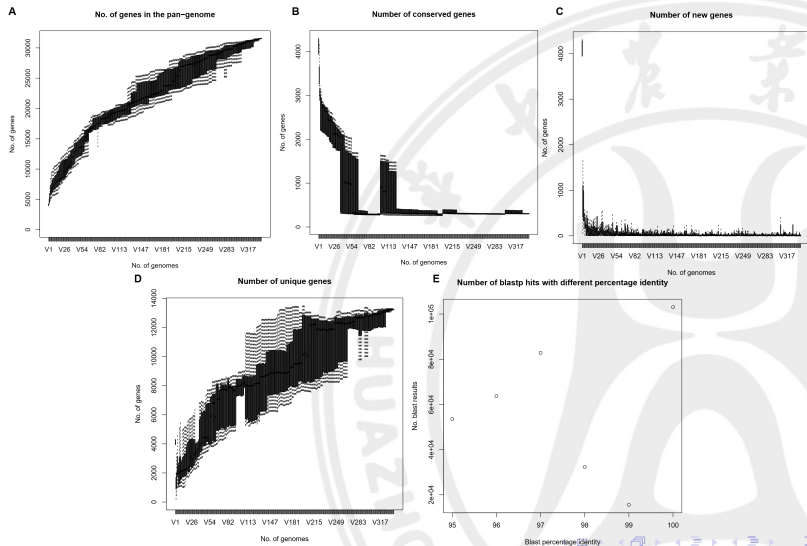 A
No. of genes in the pan−genome
No. of genes
0
5000
10000
15000
20000
25000
30000
V1 V26 V54 V82 V113 V147 V181 V215 V249 V283 V317
No. of genomes
B
Number of conserved genes
No. of genes
0
1000
2000
3000
4000
V1 V26 V54 V82 V113 V147 V181 V215 V249 V283 V317
No. of genomes
C
Number of new genes
No. of genes
0
1000
2000
3000
4000
V1 V26 V54 V82 V113 V147 V181 V215 V249 V283 V317
No. of genomes
D
Number of unique genes
No. of genes
0
2000
4000
6000
8000
10000
12000
14000
V1 V26 V54 V82 V113 V147 V181 V215 V249 V283 V317
No. of genomes
E
Number of blastp hits with different percentage identity
No. blast results
2e+04
4e+04
6e+04
8e+04
1e+05
95 96 97 98 99 100
Blast percentage identity
HUAZHO